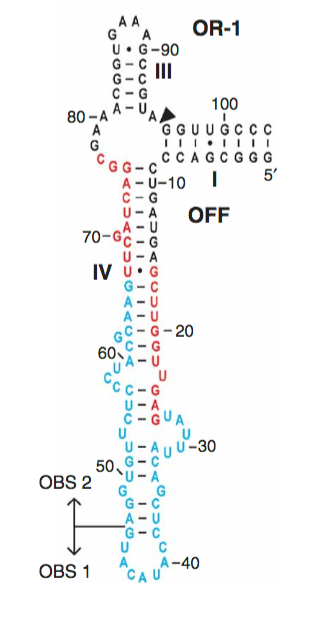 A A
G A OR-1
U • G –90
G – C
III
G – C
C – G
A – U
100
80 –A A
A G G U U G C C C
G C C A G C G G G
C G G – C 5'
A – U –10 I
C – G
U – A OFF
A – U
70–G C – G
U – A
IV U • G
G – C
A – U
A – U
G C – G –20
C – G
60 A – U
U U
C C C – G
U – A
C – G U A
U U
U – A U U –30
G – C
50 U – A
OBS 2 G G
G – C
A – U
G – C
U C
OBS 1 A A –40
C A U